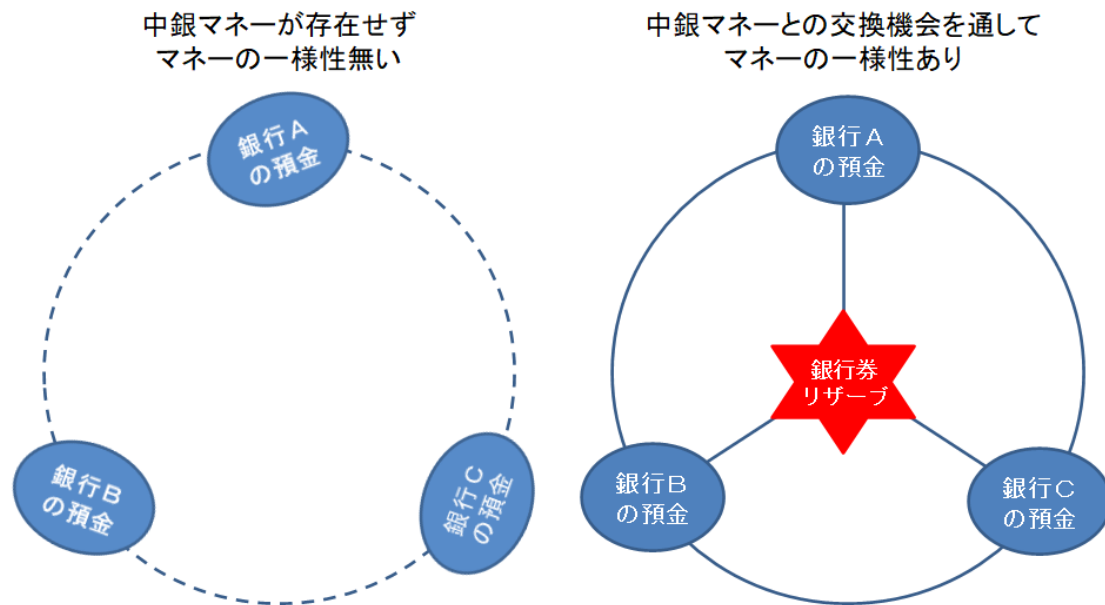 中銀マネーが存在せず
マネーの一様性無い
銀行A
の預金
銀行B
の預金
銀行C
の預金
中銀マネーとの交換機会を通して
マネーの一様性あり
銀行A
の預金
銀行券
リザーブ
銀行B
の預金
銀行C
の預金